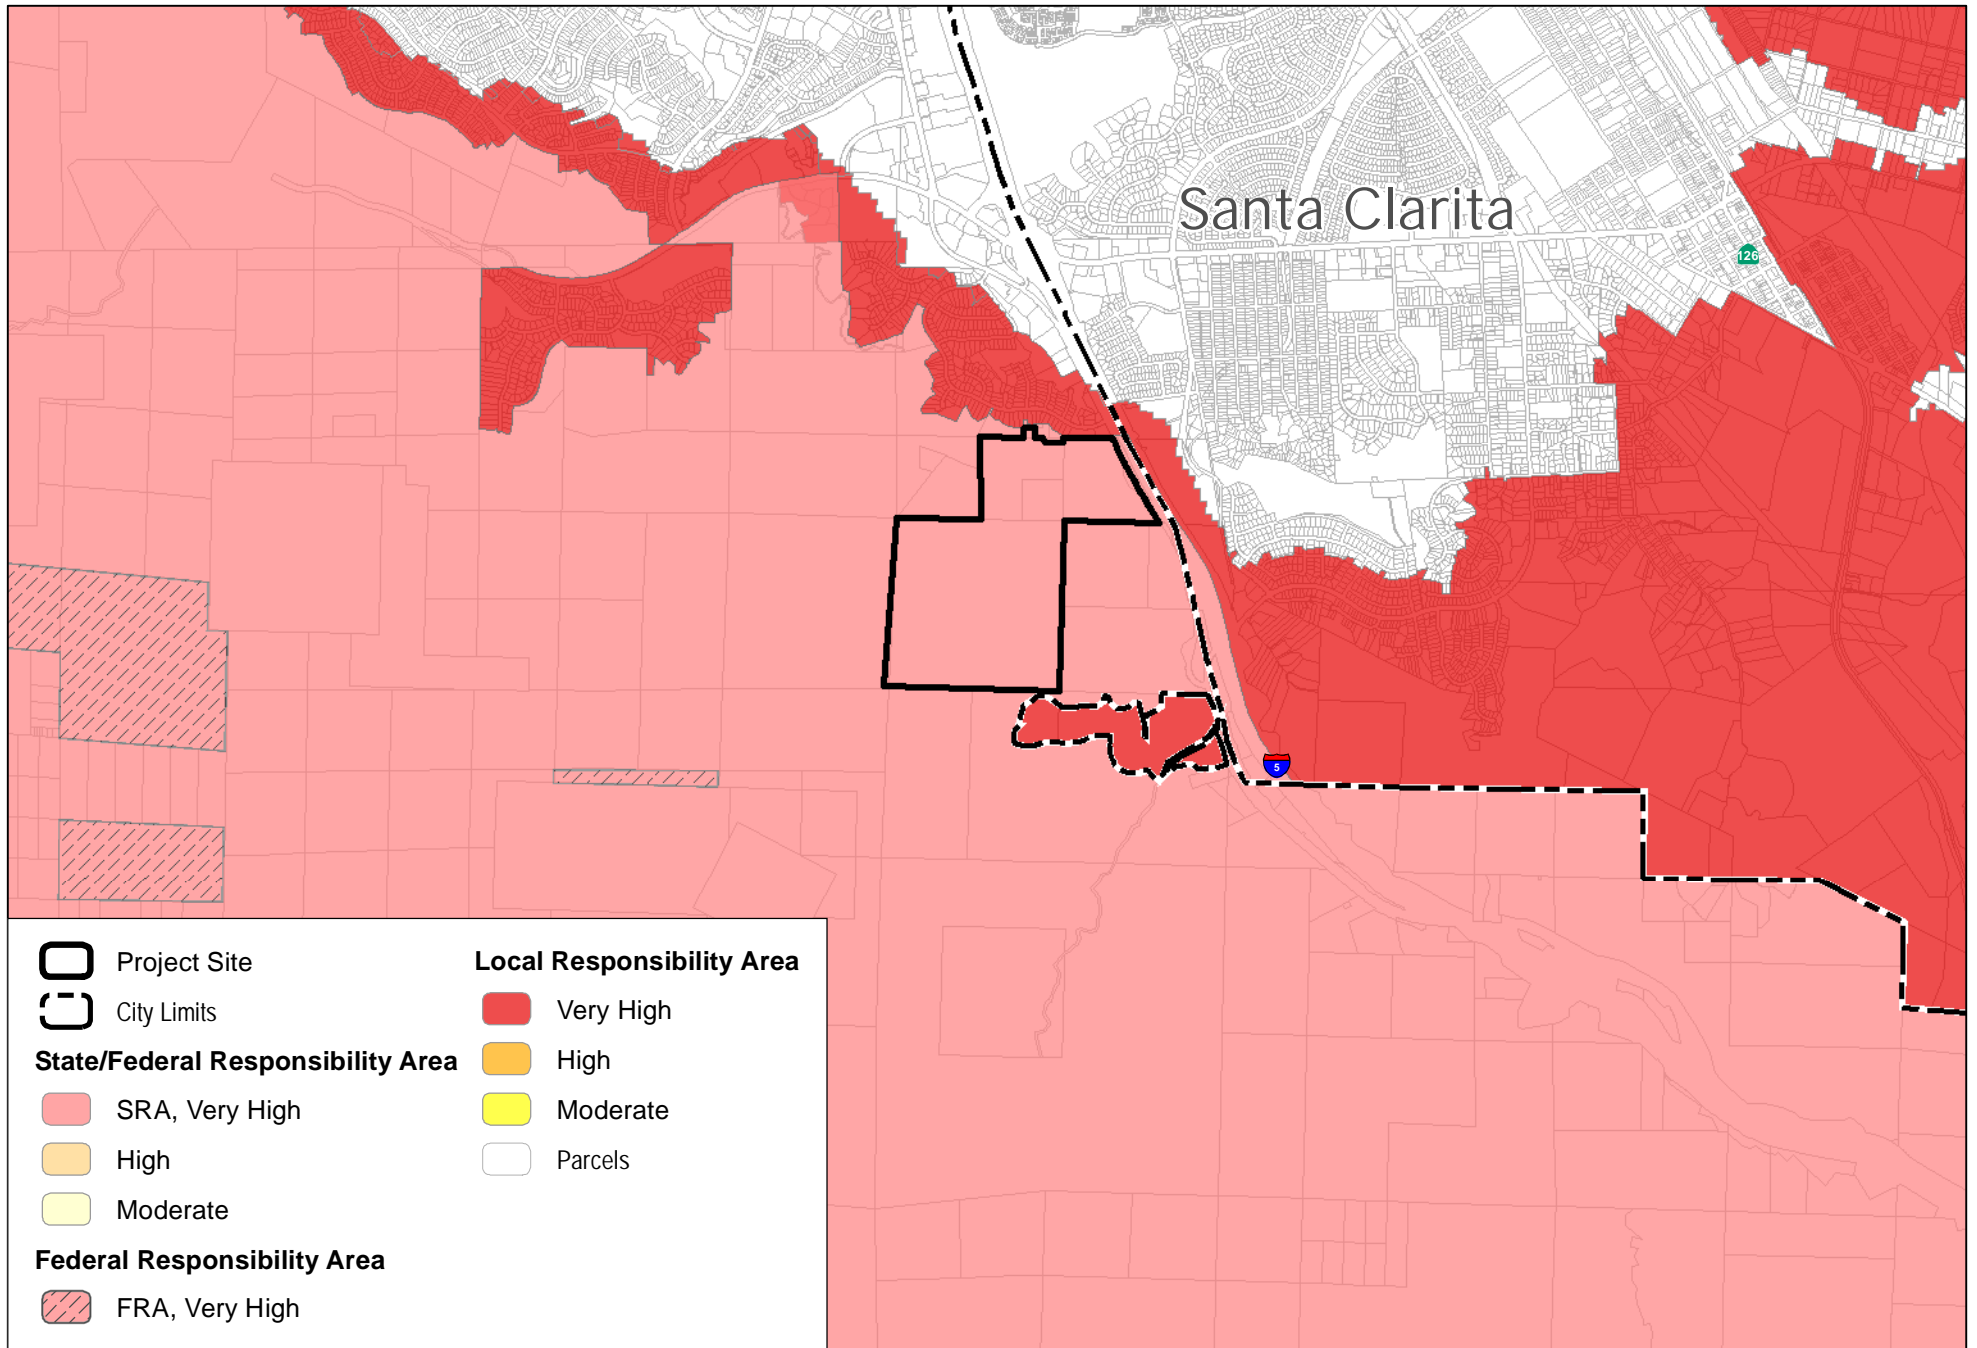 Santa Clarita
126
5
Project Site
City Limits
State/Federal Responsibility Area
SRA, Very High
High
Moderate
Federal Responsibility Area
FRA, Very High
Local Responsibility Area
Very High
High
Moderate
Parcels